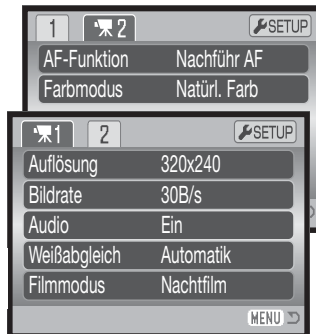 1 2 SETUP
AF-Funktion Nachführ AF
Farbmodus Natürl. Farb
1 2 SETUP
Auflösung 320x240
Bildrate 30B/s
Audio Ein
Weißabgleich Automatik
Filmmodus Nachtfilm
MENU